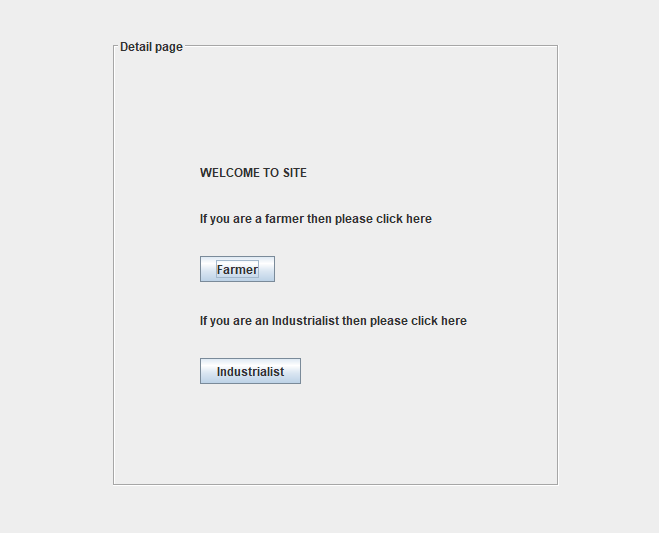 Detail page
WELCOME TO SITE
If you are a farmer then please click here
Farmer
If you are an Industrialist then please click here
Industrialist